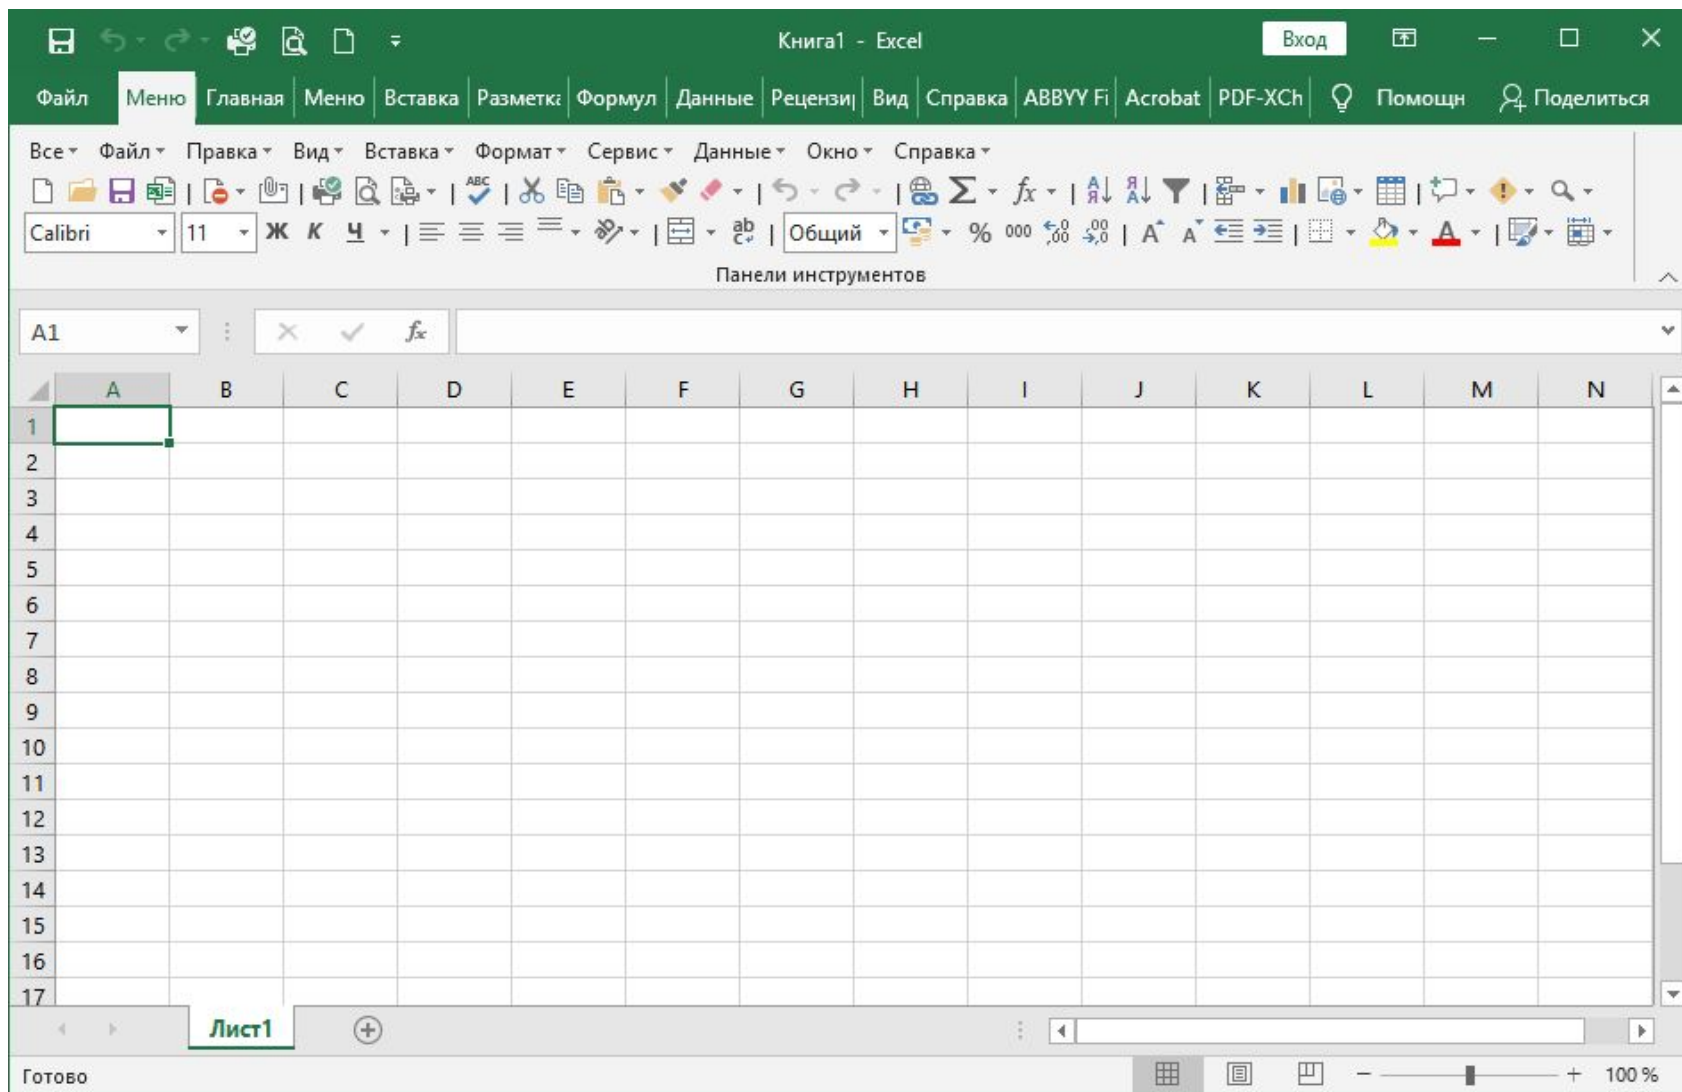 Книга1 - Excel Вход
Файл Меню Главная Меню Вставка Разметка Формул Данные Рецензи Вид Справка ABBYY Fi Acrobat PDF-XCh Помощн Поделиться
Все Файл Правка Вид Вставка Формат Сервис Данные Окно Справка
Calibri 11 Ж К Ч Общий % 000
Панели инструментов
A1 fx
A B C D E F G H I J K L M N
1
2
3
4
5
6
7
8
9
10
11
12
13
14
15
16
17
Лист1
Готово 100 %